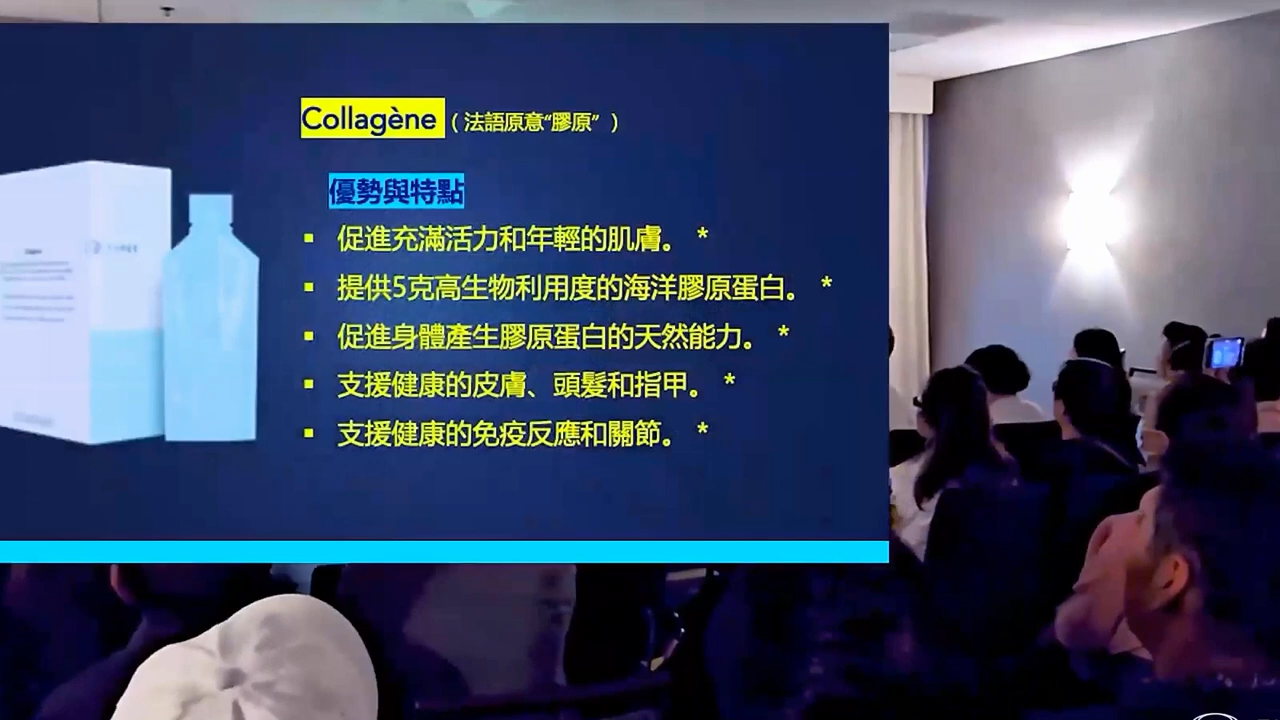 Collagène（法語原意“膠原” ）
優勢與特點
▪ 促進充滿活力和年輕的肌膚。 *
▪ 提供5克高生物利用度的海洋膠原蛋白。 *
▪ 促進身體產生膠原蛋白的天然能力。 *
▪ 支援健康的皮膚、頭髮和指甲。 *
▪ 支援健康的免疫反應和關節。 *